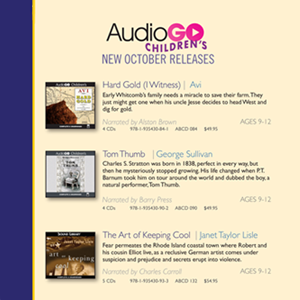 AudioGO
CHILDREN'S
NEW OCTOBER RELEASES
Hard Gold (I Witness) | Avi
Early Whitcomb's family needs a miracle to save their farm. They
just might get one when his uncle Jesse decides to head West and
dig for gold.
Narrated by Alston Brown
AGES 9-12
4 CDs 978-1-935430-84-1 ABCD 084 $49.95
Tom Thumb | George Sullivan
Charles S. Stratton was born in 1838, perfect in every way, but
then he mysteriously stopped growing. His life changed when P.T.
Barnum took him on tour around the world and dubbed the boy, a
natural performer, Tom Thumb.
Narrated by Barry Press
AGES 9-12
4 CDs 978-1-935430-90-2 ABCD 090 $49.95
The Art of Keeping Cool | Janet Taylor Lisle
Fear permeates the Rhode Island coastal town where Robert and
his cousin Elliot live, as a reclusive German artist comes under
suspicion and prejudice and secrets erupt into violence.
Narrated by Charles Carroll
AGES 9-12
5 CDs $54.95